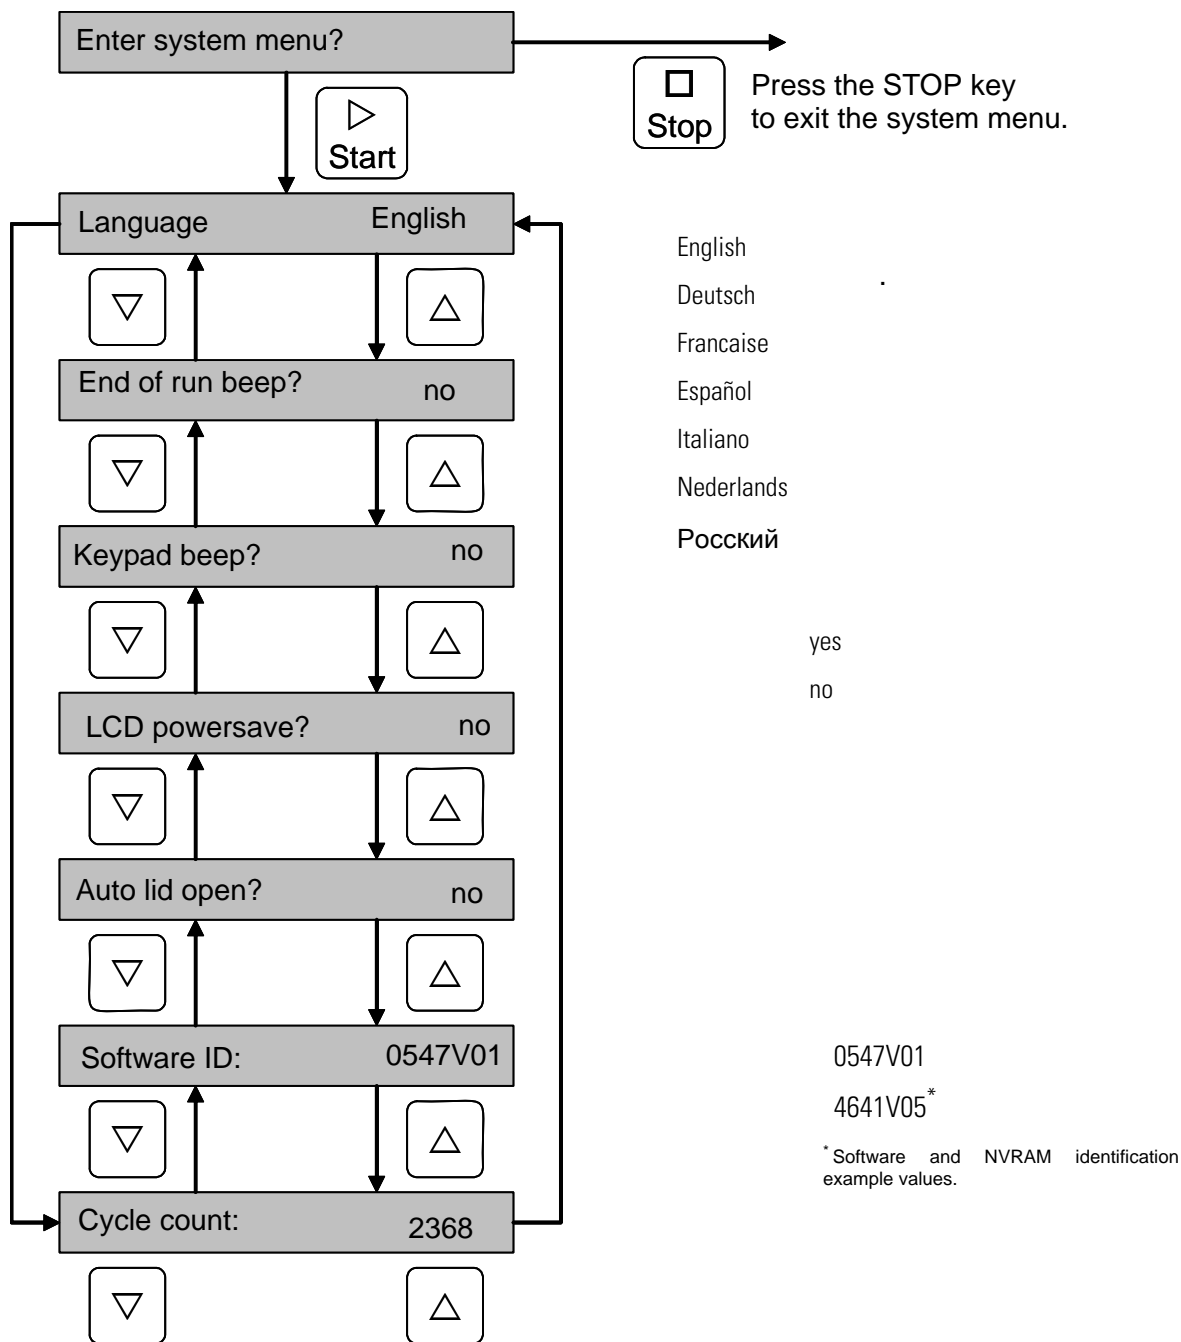 Enter system menu?
Start
Stop
Press the STOP key
to exit the system menu.
Language English
End of run beep? no
Keypad beep? no
LCD powersave? no
Auto lid open? no
Software ID: 0547V01
Cycle count: 2368
English
Deutsch
Francaise
Español
Italiano
Nederlands
Росский
yes
no
0547V01
4641V05*
* Software and NVRAM identification
example values.